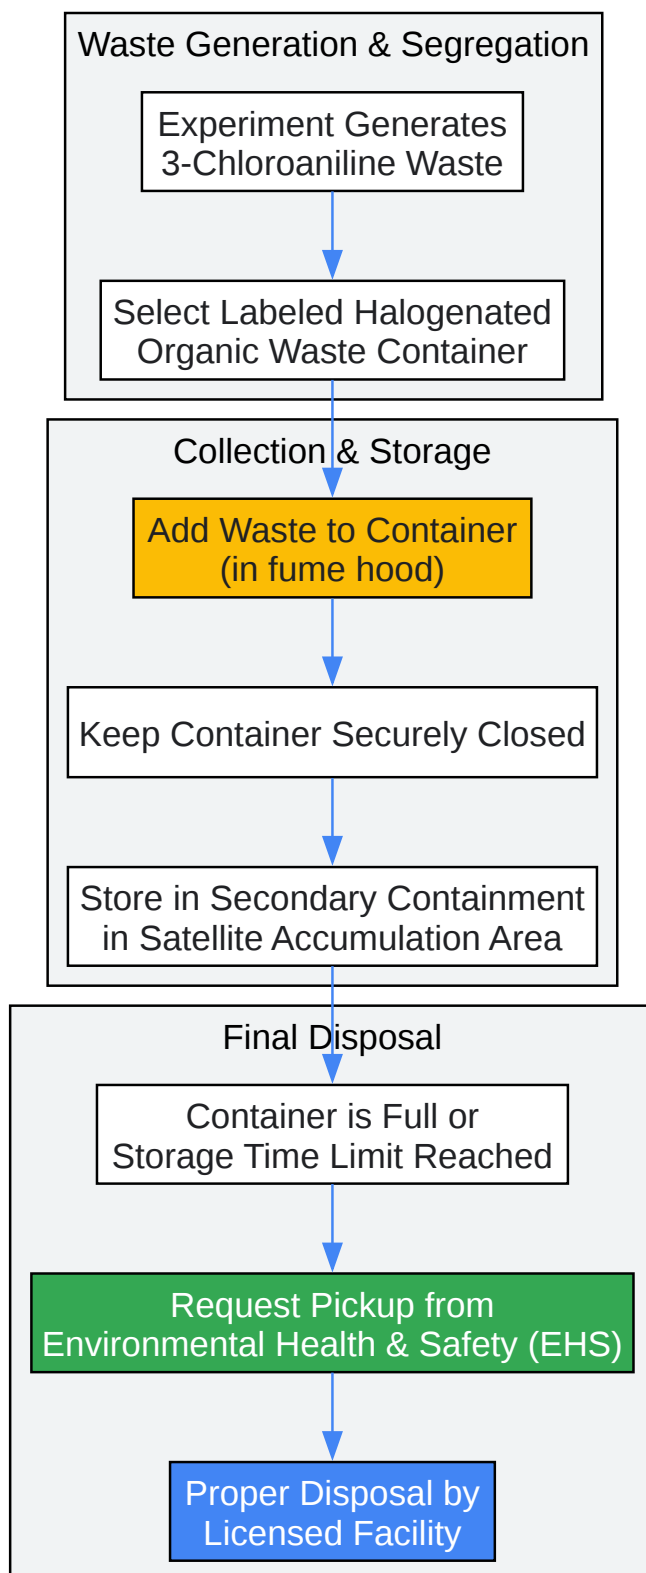 Waste Generation & Segregation
Experiment Generates
3-Chloroaniline Waste
Select Labeled Halogenated
Organic Waste Container
Collection & Storage
Add Waste to Container
(in fume hood)
Keep Container Securely Closed
Store in Secondary Containment
in Satellite Accumulation Area
Final Disposal
Container is Full or
Storage Time Limit Reached
Request Pickup from
Environmental Health & Safety (EHS)
Proper Disposal by
Licensed Facility